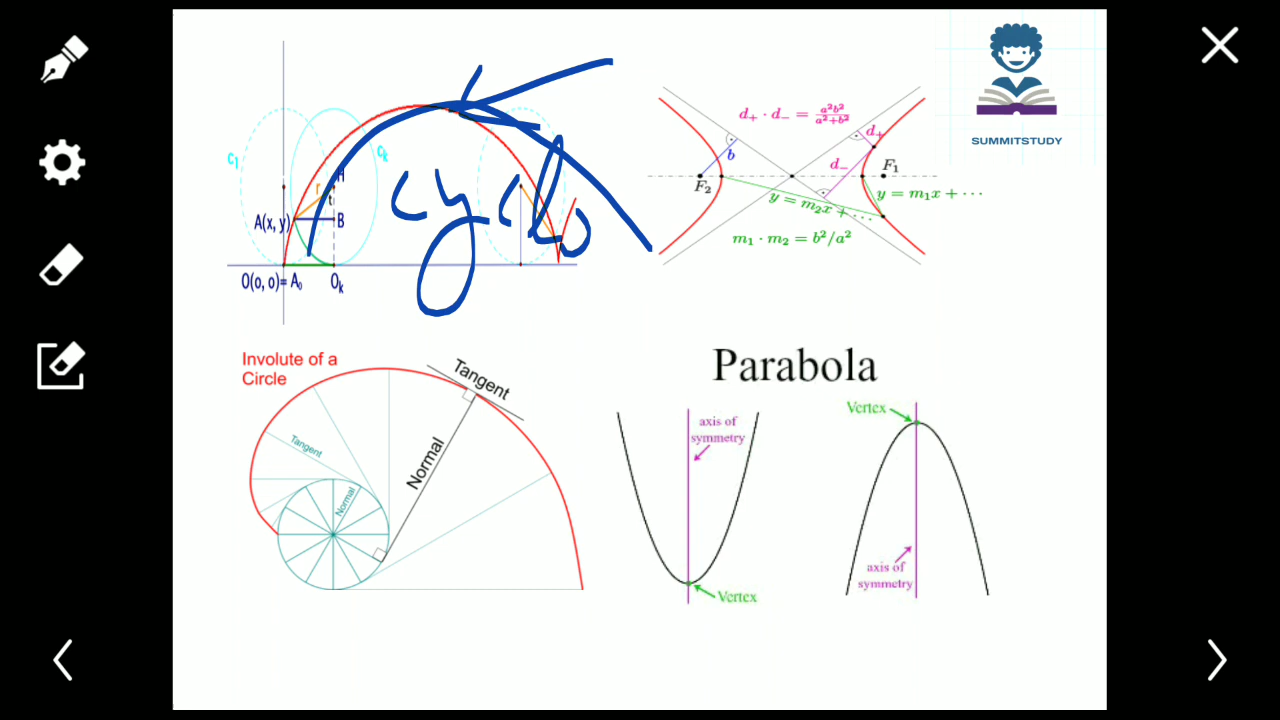 SUMMITSTUDY
C₁
Cₖ
H
r
t
A(x, y)
B
O(o, o)= A₀
Oₖ
cyclo
d₊ · d₋ = a²b²/a²+b²
d₊
b
d₋
F₂
F₁
y = m₁x + · · ·
y = m₂x + · · ·
m₁ · m₂ = b²/a²
Involute of a
Circle
Tangent
Normal
Tangent
Normal
Parabola
axis of
symmetry
Vertex
Vertex
axis of
symmetry